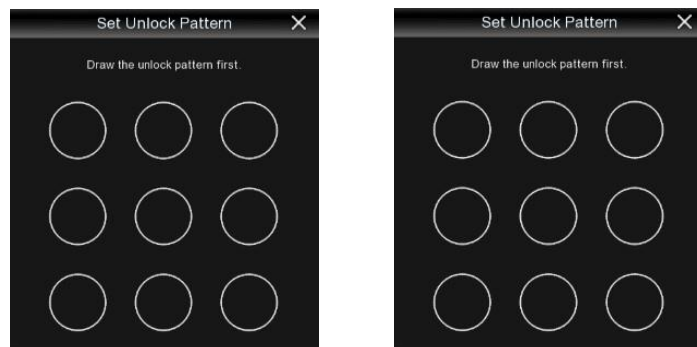 Set Unlock Pattern
Draw the unlock pattern first.
Set Unlock Pattern
Draw the unlock pattern first.